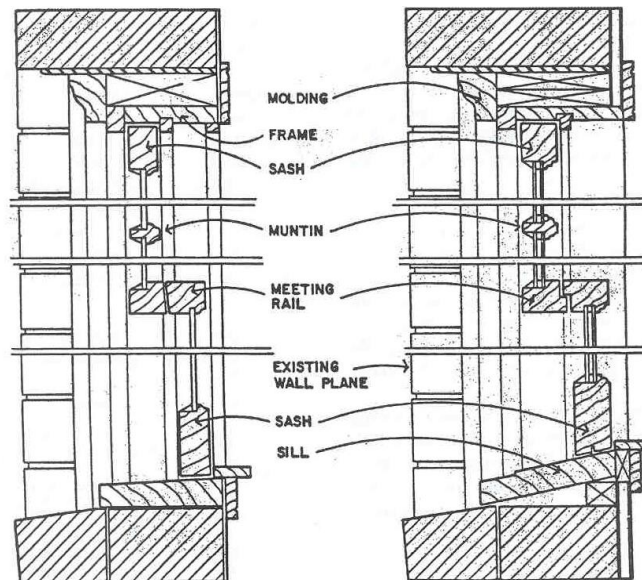 MOLDING
FRAME
SASH
MUNTIN
MEETING
RAIL
EXISTING
WALL PLANE
SASH
SILL